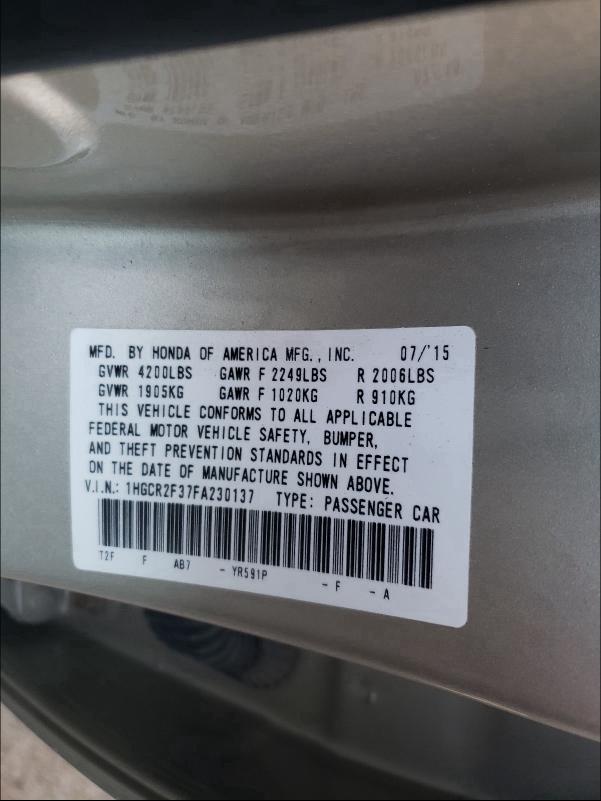 MFD. BY HONDA OF AMERICA MFG., INC. 07/'15
GVWR 4200LBS GAWR F 2249LBS R 2006LBS
GVWR 1905KG GAWR F 1020KG R 910KG
THIS VEHICLE CONFORMS TO ALL APPLICABLE
FEDERAL MOTOR VEHICLE SAFETY, BUMPER,
AND THEFT PREVENTION STANDARDS IN EFFECT
ON THE DATE OF MANUFACTURE SHOWN ABOVE.
V.I.N.: 1HGCR2F37FA230137 TYPE: PASSENGER CAR
T2F F AB7 - YR591P - F - A